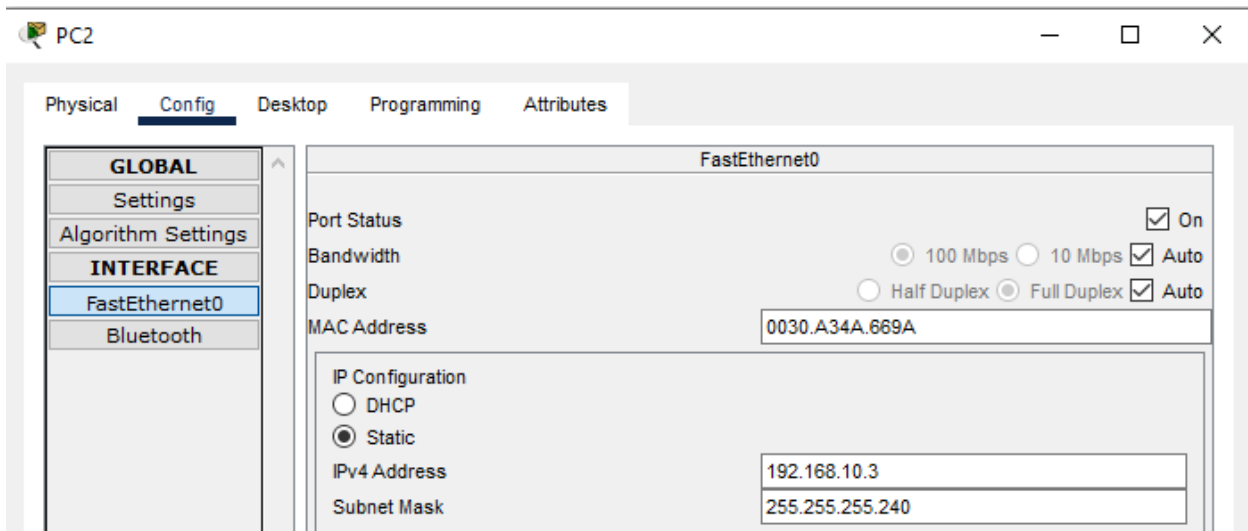 PC2
Physical Config Desktop Programming Attributes
GLOBAL
Settings
Algorithm Settings
INTERFACE
FastEthernet0
Bluetooth
FastEthernet0
Port Status On
Bandwidth 100 Mbps 10 Mbps Auto
Duplex Half Duplex Full Duplex Auto
MAC Address 0030.A34A.669A
IP Configuration
DHCP
Static
IPv4 Address 192.168.10.3
Subnet Mask 255.255.255.240